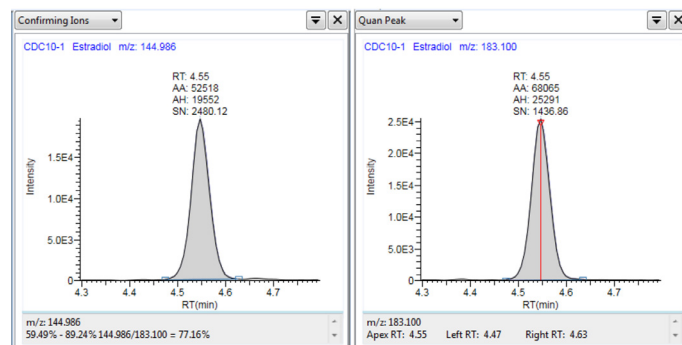 Confirming Ions
CDC10-1 Estradiol m/z: 144.986
RT: 4.55
AA: 52518
AH: 19552
SN: 2480.12
Intensity
1.5E4
1.0E4
5.0E3
0
4.3 4.4 4.5 4.6 4.7
RT(min)
m/z: 144.986
59.49% - 89.24% 144.986/183.100 = 77.16%
Quan Peak
CDC10-1 Estradiol m/z: 183.100
RT: 4.55
AA: 68065
AH: 25291
SN: 1436.86
Intensity
2.5E4
2.0E4
1.5E4
1.0E4
5.0E3
0
4.3 4.4 4.5 4.6 4.7
RT(min)
m/z: 183.100
Apex RT: 4.55 Left RT: 4.47 Right RT: 4.63